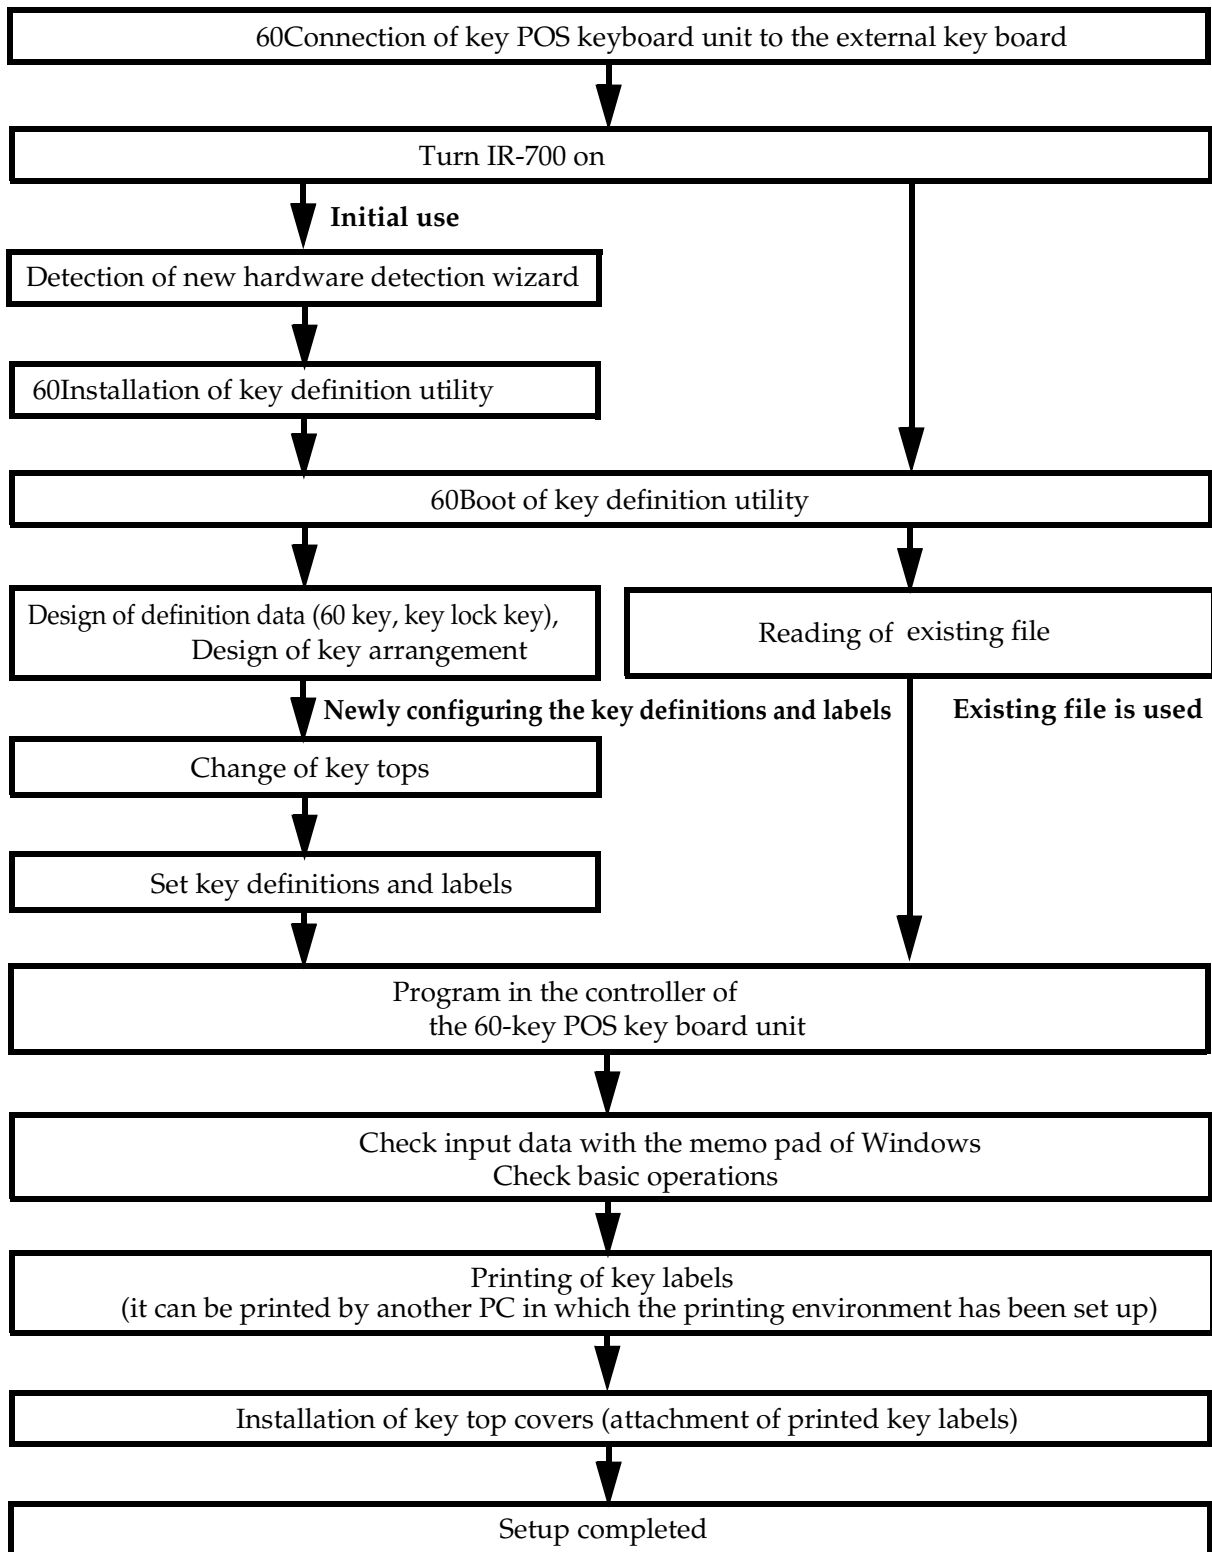 60Connection of key POS keyboard unit to the external key board
Turn IR-700 on
Initial use
Detection of new hardware detection wizard
60Installation of key definition utility
60Boot of key definition utility
Design of definition data (60 key, key lock key),
Design of key arrangement
Reading of existing file
Newly configuring the key definitions and labels
Existing file is used
Change of key tops
Set key definitions and labels
Program in the controller of
the 60-key POS key board unit
Check input data with the memo pad of Windows
Check basic operations
Printing of key labels
(it can be printed by another PC in which the printing environment has been set up)
Installation of key top covers (attachment of printed key labels)
Setup completed